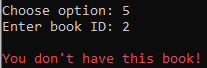 Choose option: 5
Enter book ID: 2
You don't have this book!